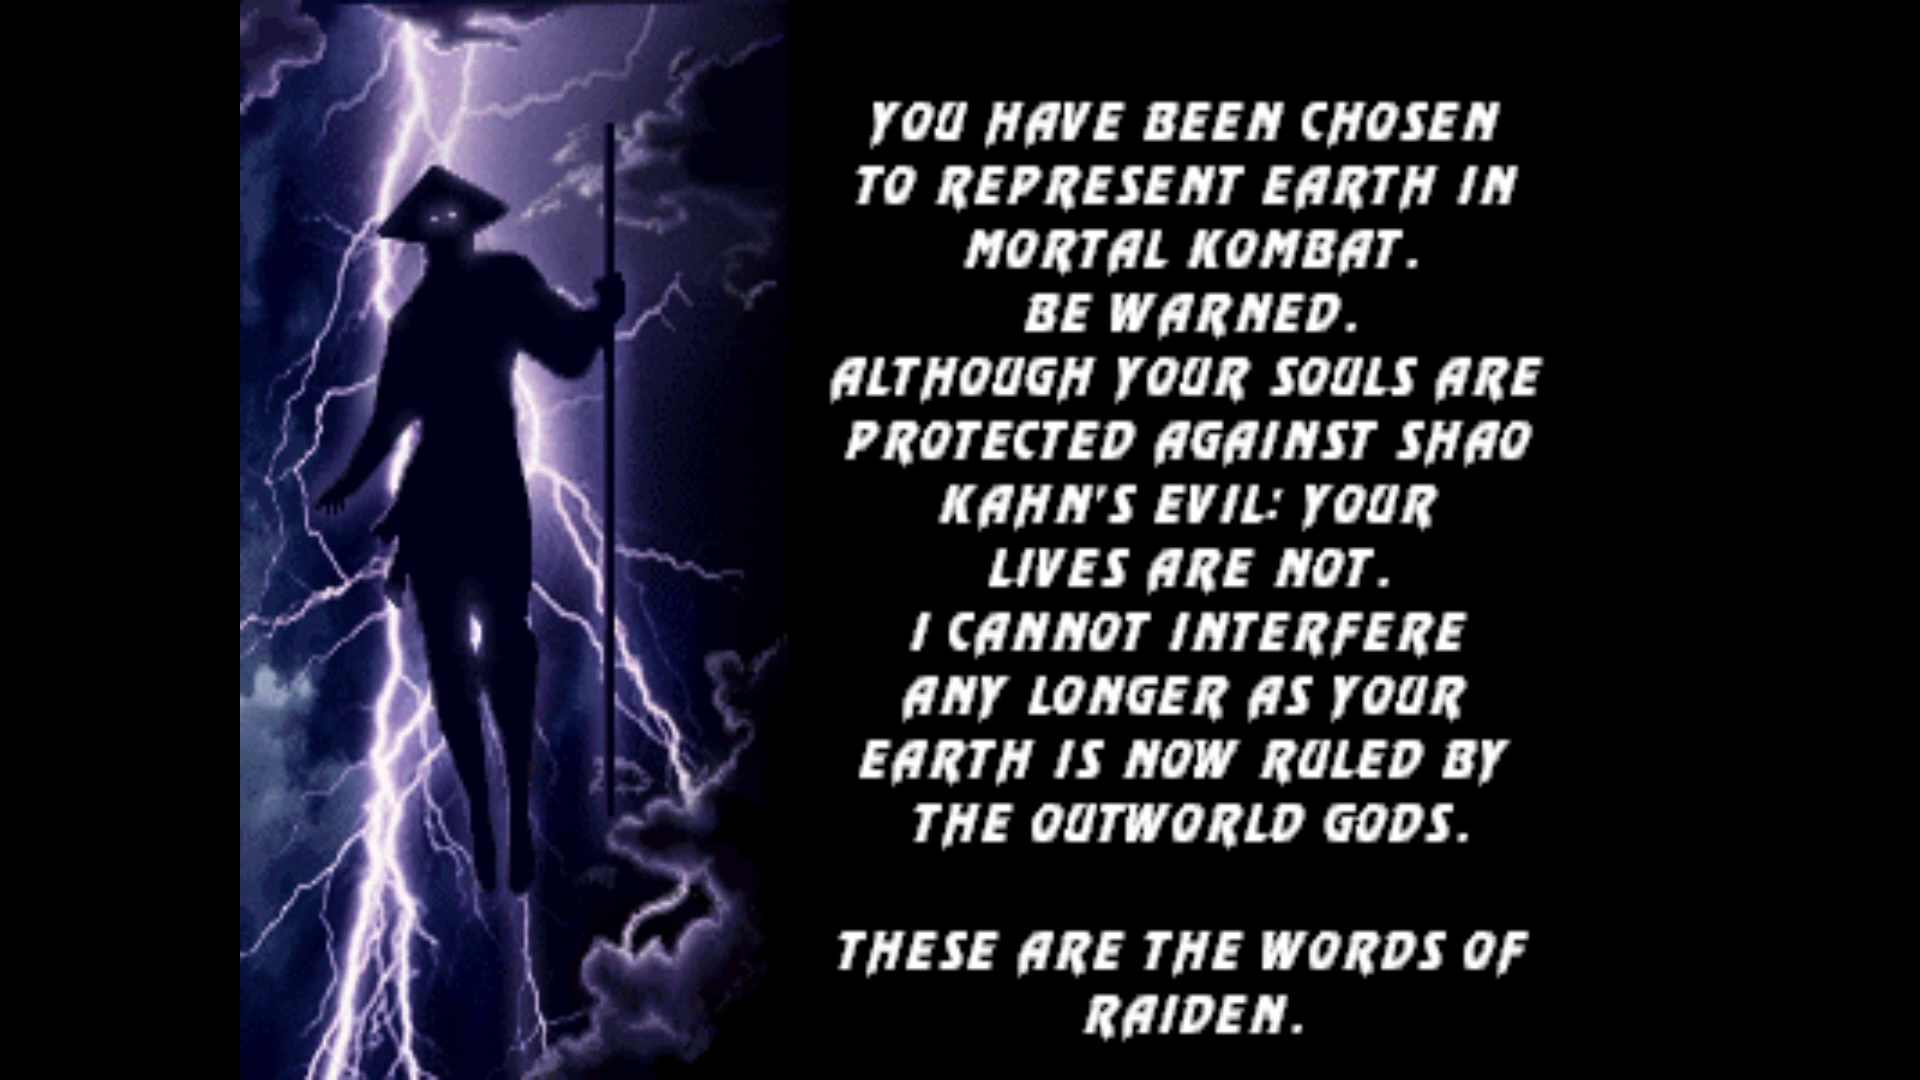 YOU HAVE BEEN CHOSEN
TO REPRESENT EARTH IN
MORTAL KOMBAT.
BE WARNED.
ALTHOUGH YOUR SOULS ARE
PROTECTED AGAINST SHAO
KAHN'S EVIL: YOUR
LIVES ARE NOT.
I CANNOT INTERFERE
ANY LONGER AS YOUR
EARTH IS NOW RULED BY
THE OUTWORLD GODS.
THESE ARE THE WORDS OF
RAIDEN.